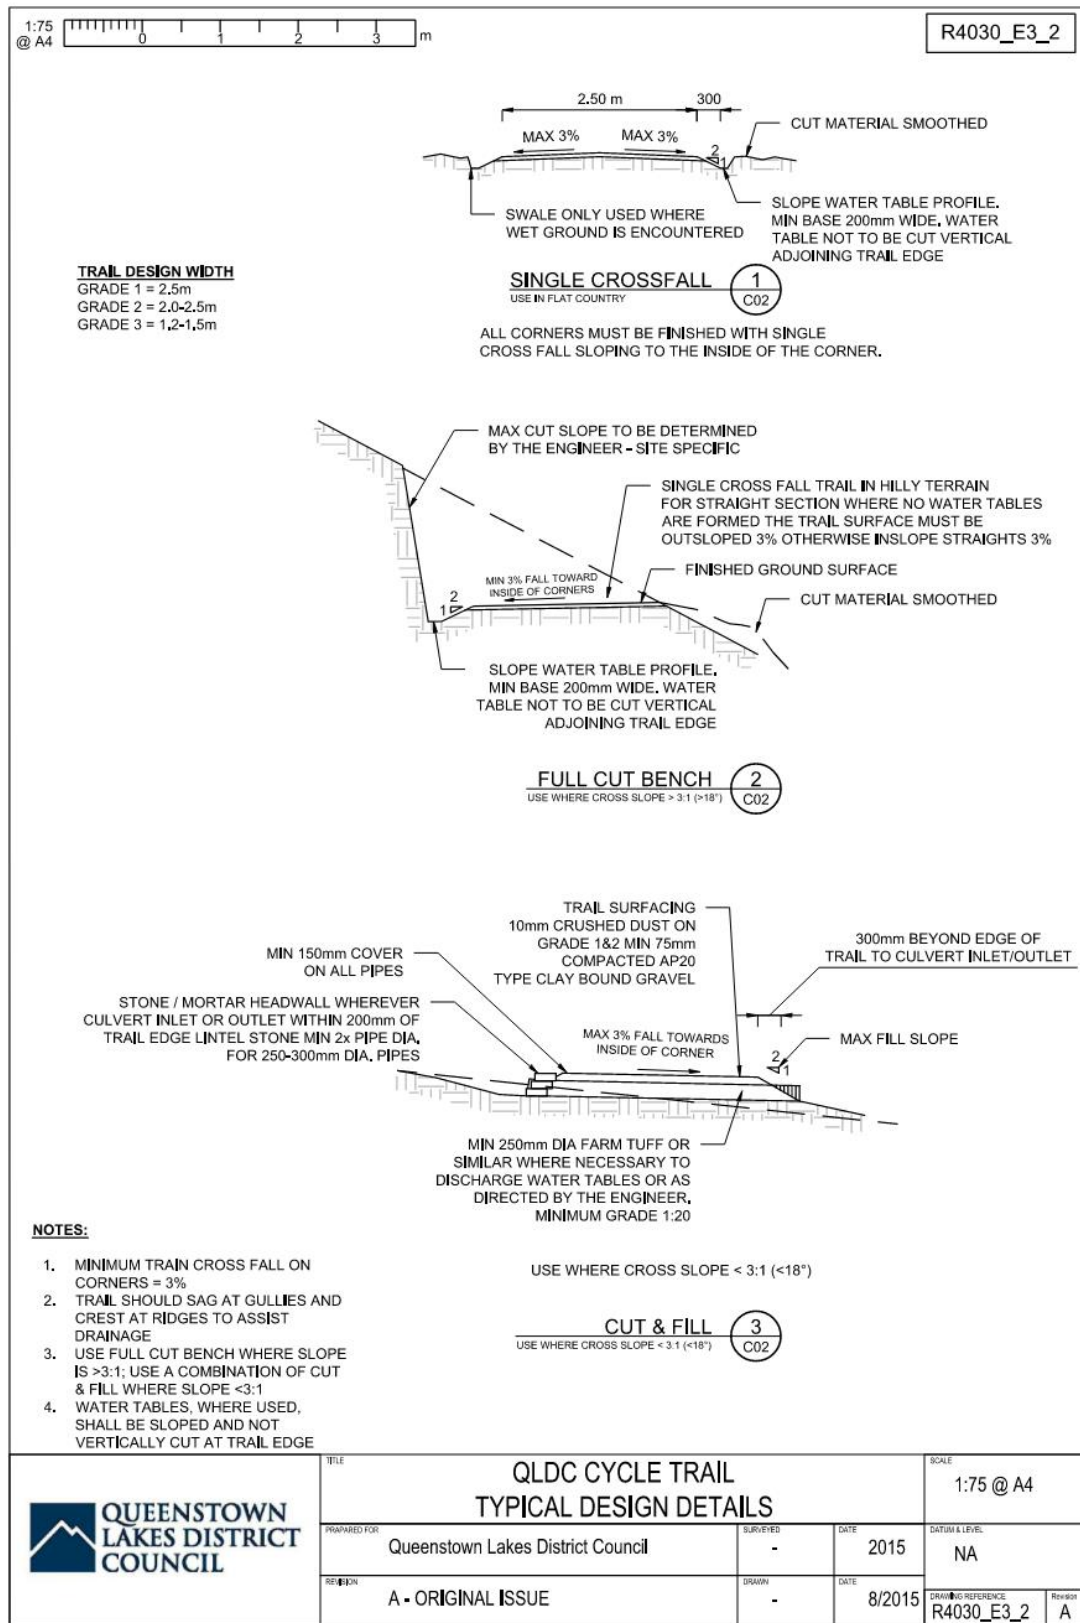 1:75
@ A4
0 1 2 3 m
R4030_E3_2
2.50 m 300
MAX 3% MAX 3%
2
1
CUT MATERIAL SMOOTHED
SWALE ONLY USED WHERE
WET GROUND IS ENCOUNTERED
SLOPE WATER TABLE PROFILE.
MIN BASE 200mm WIDE. WATER
TABLE NOT TO BE CUT VERTICAL
ADJOINING TRAIL EDGE
TRAIL DESIGN WIDTH
GRADE 1 = 2.5m
GRADE 2 = 2.0-2.5m
GRADE 3 = 1.2-1.5m
SINGLE CROSSFALL
USE IN FLAT COUNTRY
1
C02
ALL CORNERS MUST BE FINISHED WITH SINGLE
CROSS FALL SLOPING TO THE INSIDE OF THE CORNER.
MAX CUT SLOPE TO BE DETERMINED
BY THE ENGINEER - SITE SPECIFIC
SINGLE CROSS FALL TRAIL IN HILLY TERRAIN
FOR STRAIGHT SECTION WHERE NO WATER TABLES
ARE FORMED THE TRAIL SURFACE MUST BE
OUTSLOPED 3% OTHERWISE INSLOPE STRAIGHTS 3%
FINISHED GROUND SURFACE
MIN 3% FALL TOWARD
INSIDE OF CORNERS
2
1
CUT MATERIAL SMOOTHED
SLOPE WATER TABLE PROFILE.
MIN BASE 200mm WIDE. WATER
TABLE NOT TO BE CUT VERTICAL
ADJOINING TRAIL EDGE
FULL CUT BENCH
USE WHERE CROSS SLOPE > 3:1 (>18°)
2
C02
TRAIL SURFACING
10mm CRUSHED DUST ON
GRADE 1&2 MIN 75mm
COMPACTED AP20
TYPE CLAY BOUND GRAVEL
MIN 150mm COVER
ON ALL PIPES
300mm BEYOND EDGE OF
TRAIL TO CULVERT INLET/OUTLET
STONE / MORTAR HEADWALL WHEREVER
CULVERT INLET OR OUTLET WITHIN 200mm OF
TRAIL EDGE LINTEL STONE MIN 2x PIPE DIA.
FOR 250-300mm DIA. PIPES
MAX 3% FALL TOWARDS
INSIDE OF CORNER
MAX FILL SLOPE
2
1
MIN 250mm DIA FARM TUFF OR
SIMILAR WHERE NECESSARY TO
DISCHARGE WATER TABLES OR AS
DIRECTED BY THE ENGINEER.
MINIMUM GRADE 1:20
USE WHERE CROSS SLOPE < 3:1 (<18°)
CUT & FILL
USE WHERE CROSS SLOPE < 3:1 (<18°)
3
C02
NOTES:
1. MINIMUM TRAIN CROSS FALL ON
CORNERS = 3%
2. TRAIL SHOULD SAG AT GULLIES AND
CREST AT RIDGES TO ASSIST
DRAINAGE
3. USE FULL CUT BENCH WHERE SLOPE
IS >3:1; USE A COMBINATION OF CUT
& FILL WHERE SLOPE <3:1
4. WATER TABLES, WHERE USED,
SHALL BE SLOPED AND NOT
VERTICALLY CUT AT TRAIL EDGE
QUEENSTOWN
LAKES DISTRICT
COUNCIL
TITLE
QLDC CYCLE TRAIL
TYPICAL DESIGN DETAILS
SCALE
1:75 @ A4
PREPARED FOR
Queenstown Lakes District Council
SURVEYED
-
DATE
2015
DATUM & LEVEL
NA
REVISION
A - ORIGINAL ISSUE
DRAWN
-
DATE
8/2015
DRAWING REFERENCE
R4030_E3_2
Revision
A